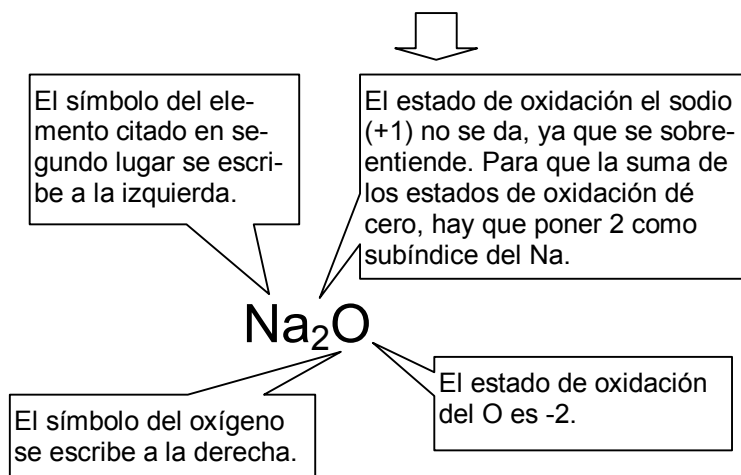 El símbolo del ele-
mento citado en se-
gundo lugar se escri-
be a la izquierda.
El estado de oxidación el sodio
(+1) no se da, ya que se sobre-
entiende. Para que la suma de
los estados de oxidación dé
cero, hay que poner 2 como
subíndice del Na.
Na₂O
El símbolo del oxígeno
se escribe a la derecha.
El estado de oxidación
del O es -2.